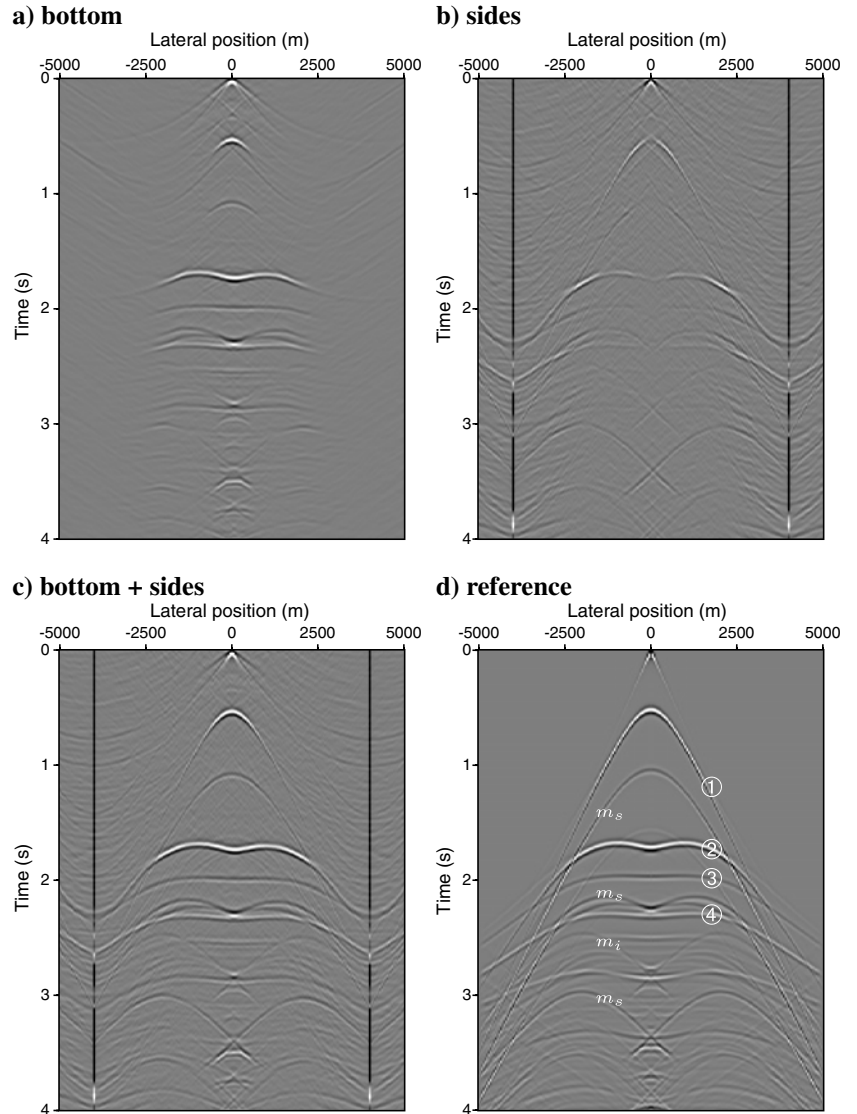 a) bottom
Lateral position (m)
-5000 -2500 0 2500 5000
0
1
2
3
4
Time (s)
b) sides
Lateral position (m)
-5000 -2500 0 2500 5000
0
1
2
3
4
Time (s)
c) bottom + sides
Lateral position (m)
-5000 -2500 0 2500 5000
0
1
2
3
4
Time (s)
d) reference
Lateral position (m)
-5000 -2500 0 2500 5000
0
1
2
3
4
Time (s)
①
m_s
②
③
m_s
④
m_i
m_s